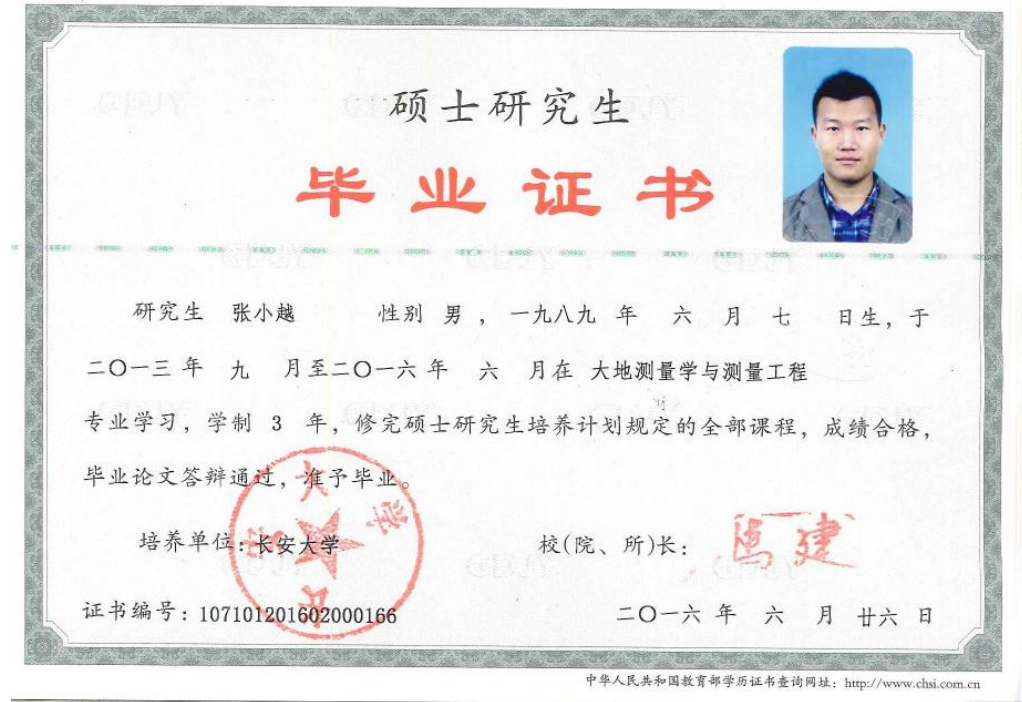 硕士研究生
毕业证书
研究生 张小越 性别 男 ，一九八九 年 六 月 七 日生，于
二〇一三 年 九 月至二〇一六 年 六 月在 大地测量学与测量工程
专业学习，学制 3 年，修完硕士研究生培养计划规定的全部课程，成绩合格，
毕业论文答辩通过，准予毕业。
培养单位：长安大学
校(院、所)长：
证书编号：107101201602000166
二〇一六 年 六 月 廿六 日
中华人民共和国教育部学历证书查询网址：http://www.chsi.com.cn